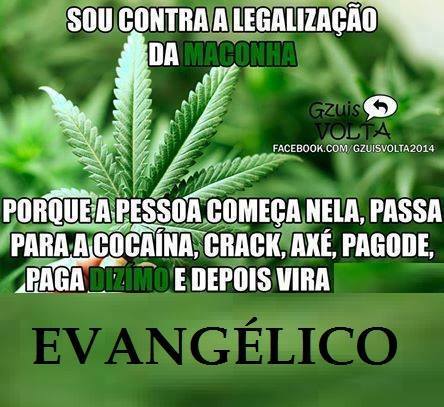 SOU CONTRA A LEGALIZAÇÃO
DA MACONHA
Gzuis
VOLTA
FACEBOOK.COM/GZUISVOLTA2014
PORQUE A PESSOA COMEÇA NELA, PASSA
PARA A COCAÍNA, CRACK, AXÉ, PAGODE,
PAGA DIZÍMO E DEPOIS VIRA
EVANGÉLICO